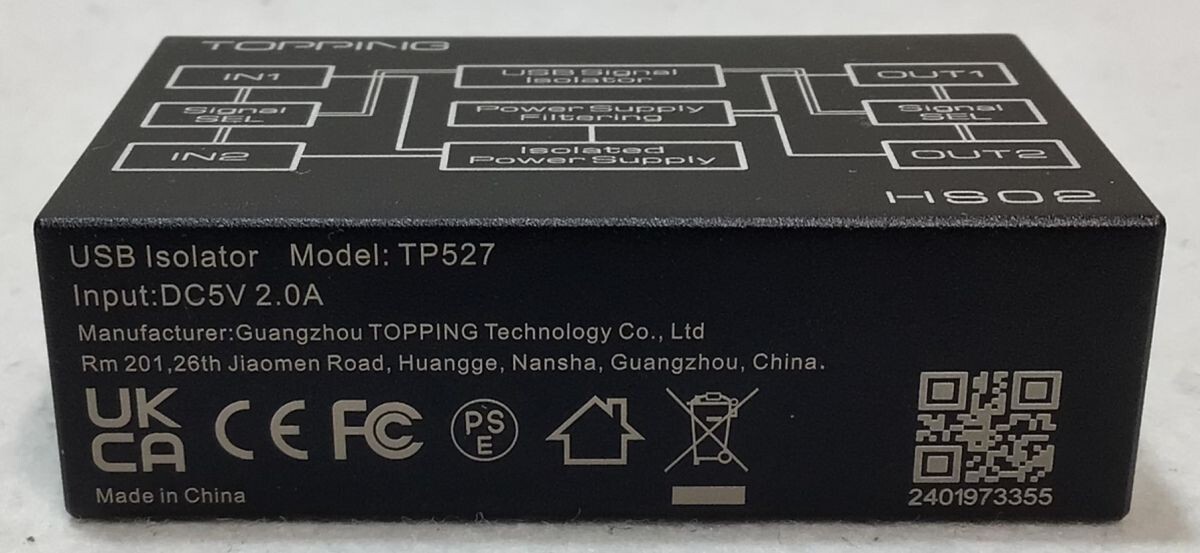 TOPPING
IN1
USB Signal
Isolator
OUT1
Signal
SEL
Power Supply
Filtering
Signal
SEL
IN2
Isolated
Power Supply
OUT2
HS02
USB Isolator Model: TP527
Input:DC5V 2.0A
Manufacturer:Guangzhou TOPPING Technology Co., Ltd
Rm 201,26th Jiaomen Road, Huangge, Nansha, Guangzhou, China.
UK
CA
CE
FC
PS
E
Made in China
2401973355